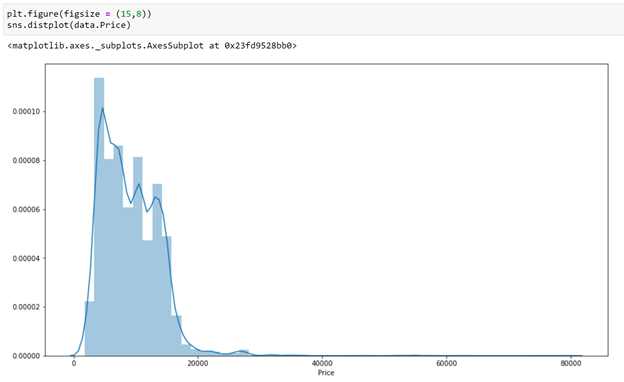 plt.figure(figsize = (15,8))
sns.distplot(data.Price)
<matplotlib.axes._subplots.AxesSubplot at 0x23fd9528bb0>
0.00010
0.00008
0.00006
0.00004
0.00002
0.00000
0 20000 40000 60000 80000
Price